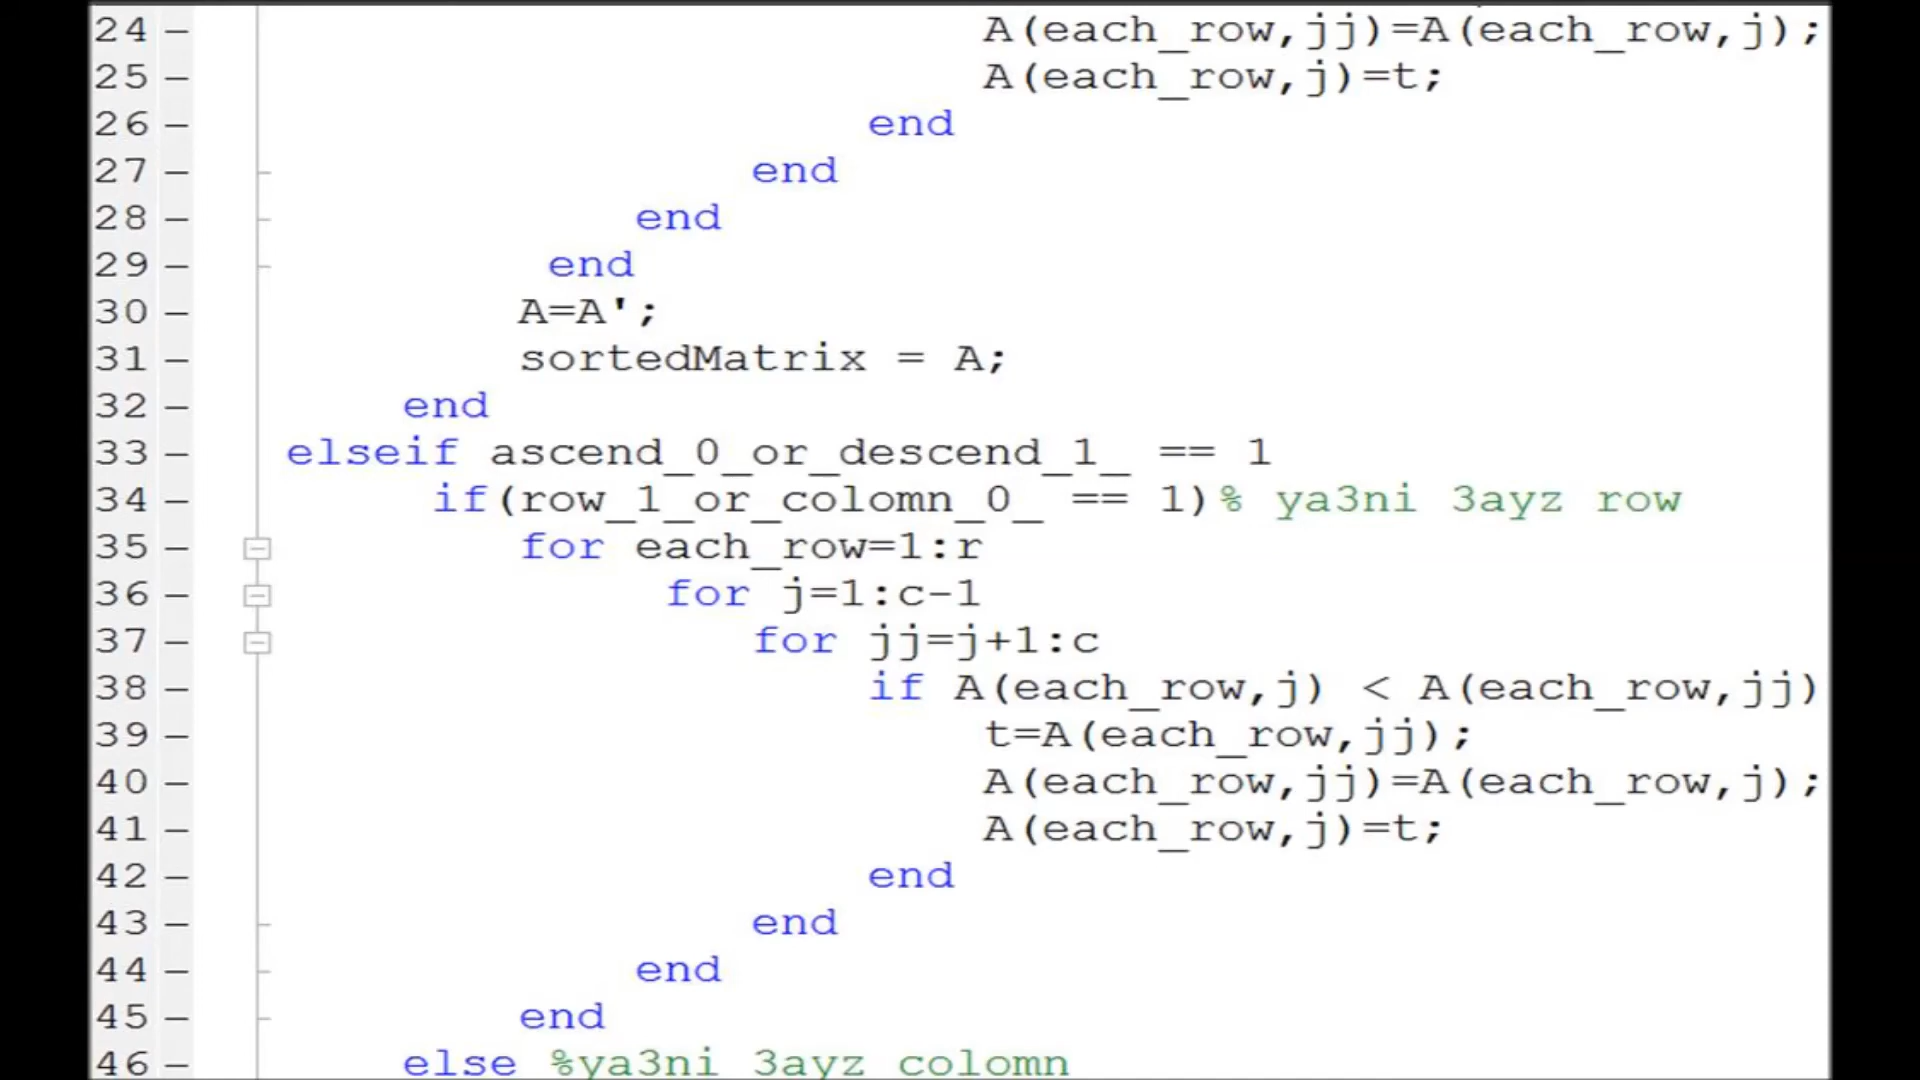 24 – A(each_row,jj)=A(each_row,j);
25 – A(each_row,j)=t;
26 – end
27 – end
28 – end
29 – end
30 – A=A';
31 – sortedMatrix = A;
32 – end
33 – elseif ascend_0_or_descend_1_ == 1
34 – if(row_1_or_colomn_0_ == 1)% ya3ni 3ayz row
35 – for each_row=1:r
36 – for j=1:c-1
37 – for jj=j+1:c
38 – if A(each_row,j) < A(each_row,jj)
39 – t=A(each_row,jj);
40 – A(each_row,jj)=A(each_row,j);
41 – A(each_row,j)=t;
42 – end
43 – end
44 – end
45 – end
46 – else %ya3ni 3ayz colomn